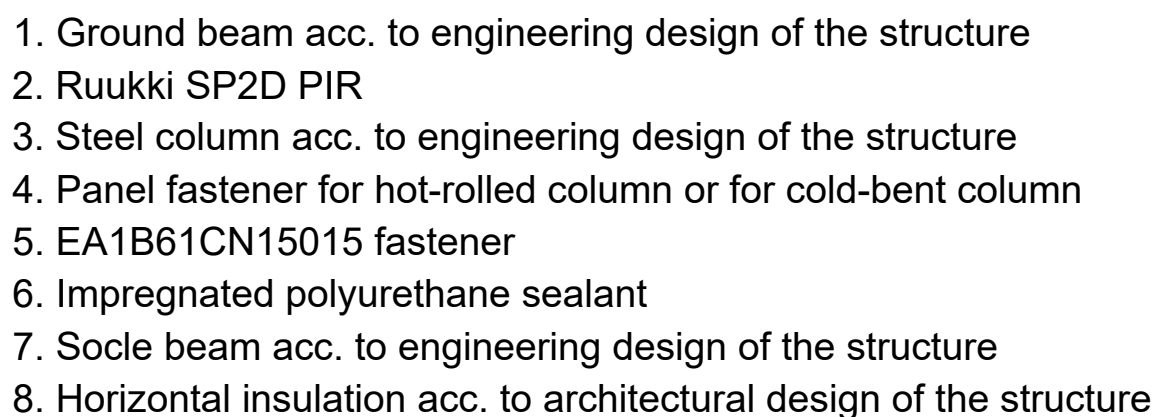 1. Ground beam acc. to engineering design of the structure
2. Ruukki SP2D PIR
3. Steel column acc. to engineering design of the structure
4. Panel fastener for hot-rolled column or for cold-bent column
5. EA1B61CN15015 fastener
6. Impregnated polyurethane sealant
7. Socle beam acc. to engineering design of the structure
8. Horizontal insulation acc. to architectural design of the structure